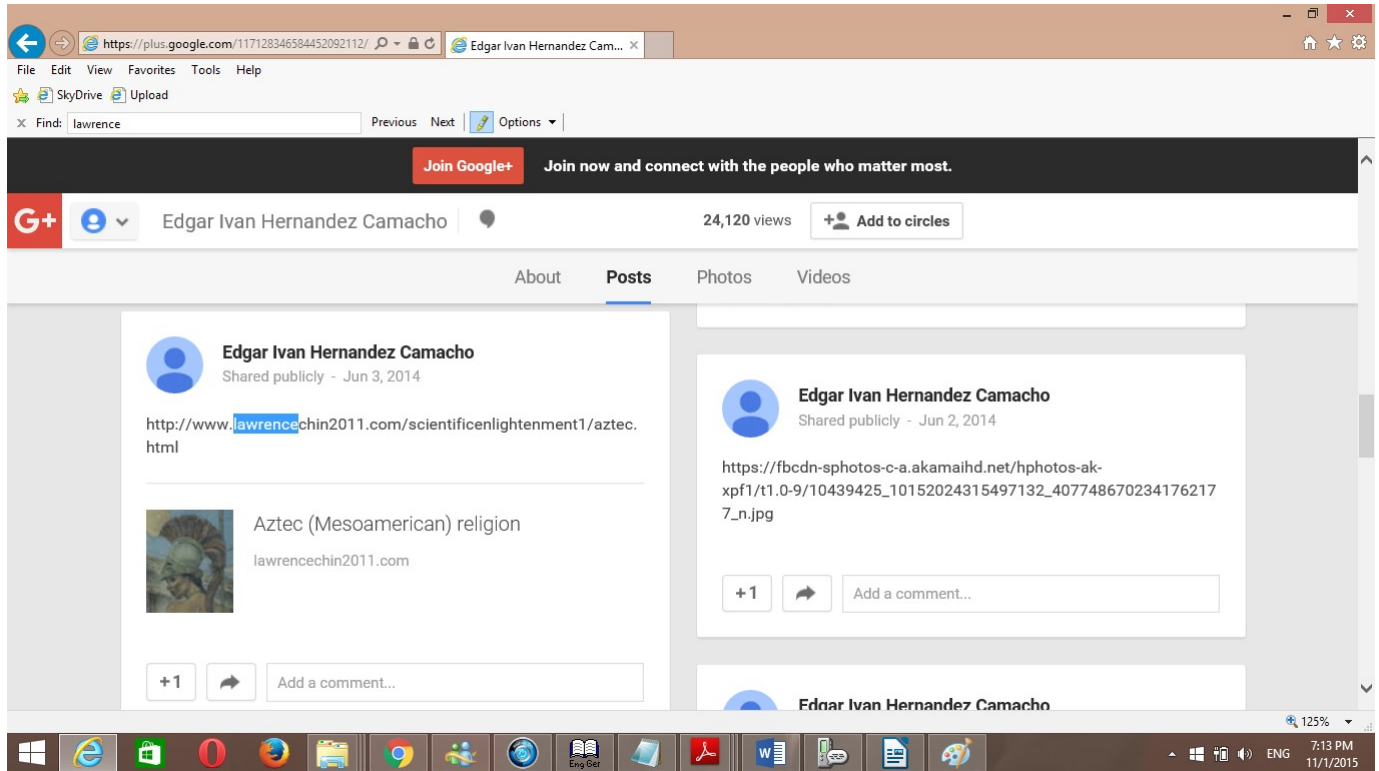 https://plus.google.com/117128346584452092112/
Edgar Ivan Hernandez Cam...
File Edit View Favorites Tools Help
SkyDrive Upload
x Find: lawrence Previous Next Options
Join Google+ Join now and connect with the people who matter most.
G+ Edgar Ivan Hernandez Camacho 24,120 views Add to circles
About Posts Photos Videos
Edgar Ivan Hernandez Camacho
Shared publicly - Jun 3, 2014
http://www.lawrencechin2011.com/scientificenlightenment1/aztec.
html
Aztec (Mesoamerican) religion
lawrencechin2011.com
+1 Add a comment...
Edgar Ivan Hernandez Camacho
Shared publicly - Jun 2, 2014
https://fbcdn-sphotos-c-a.akamaihd.net/hphotos-ak-
xpf1/t1.0-9/10439425_10152024315497132_407748670234176217
7_n.jpg
+1 Add a comment...
Edgar Ivan Hernandez Camacho
125%
Eng Ger
ENG 7:13 PM
11/1/2015